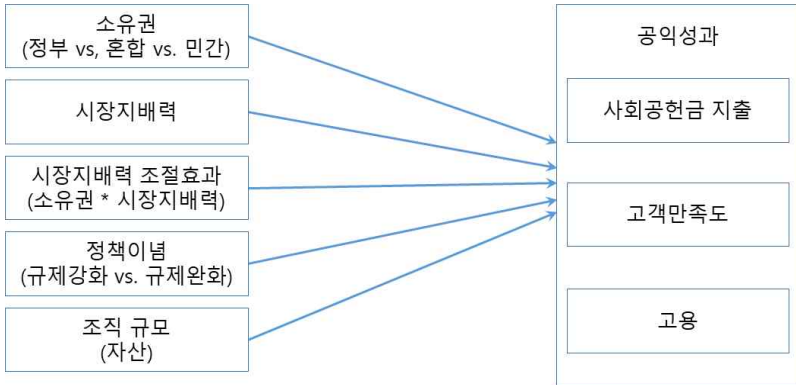 소유권
(정부 vs, 혼합 vs. 민간)
시장지배력
시장지배력 조절효과
(소유권 * 시장지배력)
정책이념
(규제강화 vs. 규제완화)
조직 규모
(자산)
공익성과
사회공헌금 지출
고객만족도
고용